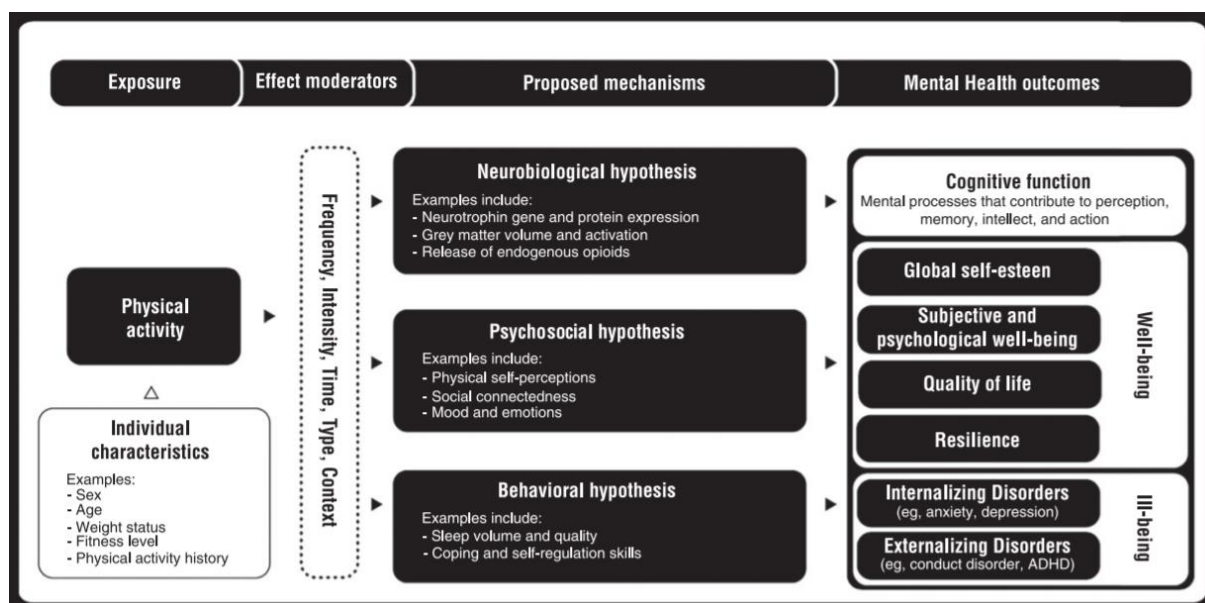 Exposure
Effect moderators
Proposed mechanisms
Mental Health outcomes
Physical
activity
Individual
characteristics
Examples:
- Sex
- Age
- Weight status
- Fitness level
- Physical activity history
Frequency, Intensity, Time, Type, Context
Neurobiological hypothesis
Examples include:
- Neurotrophin gene and protein expression
- Grey matter volume and activation
- Release of endogenous opioids
Psychosocial hypothesis
Examples include:
- Physical self-perceptions
- Social connectedness
- Mood and emotions
Behavioral hypothesis
Examples include:
- Sleep volume and quality
- Coping and self-regulation skills
Cognitive function
Mental processes that contribute to perception,
memory, intellect, and action
Global self-esteen
Subjective and
psychological well-being
Quality of life
Resilience
Well-being
Internalizing Disorders
(eg, anxiety, depression)
Externalizing Disorders
(eg, conduct disorder, ADHD)
Ill-being